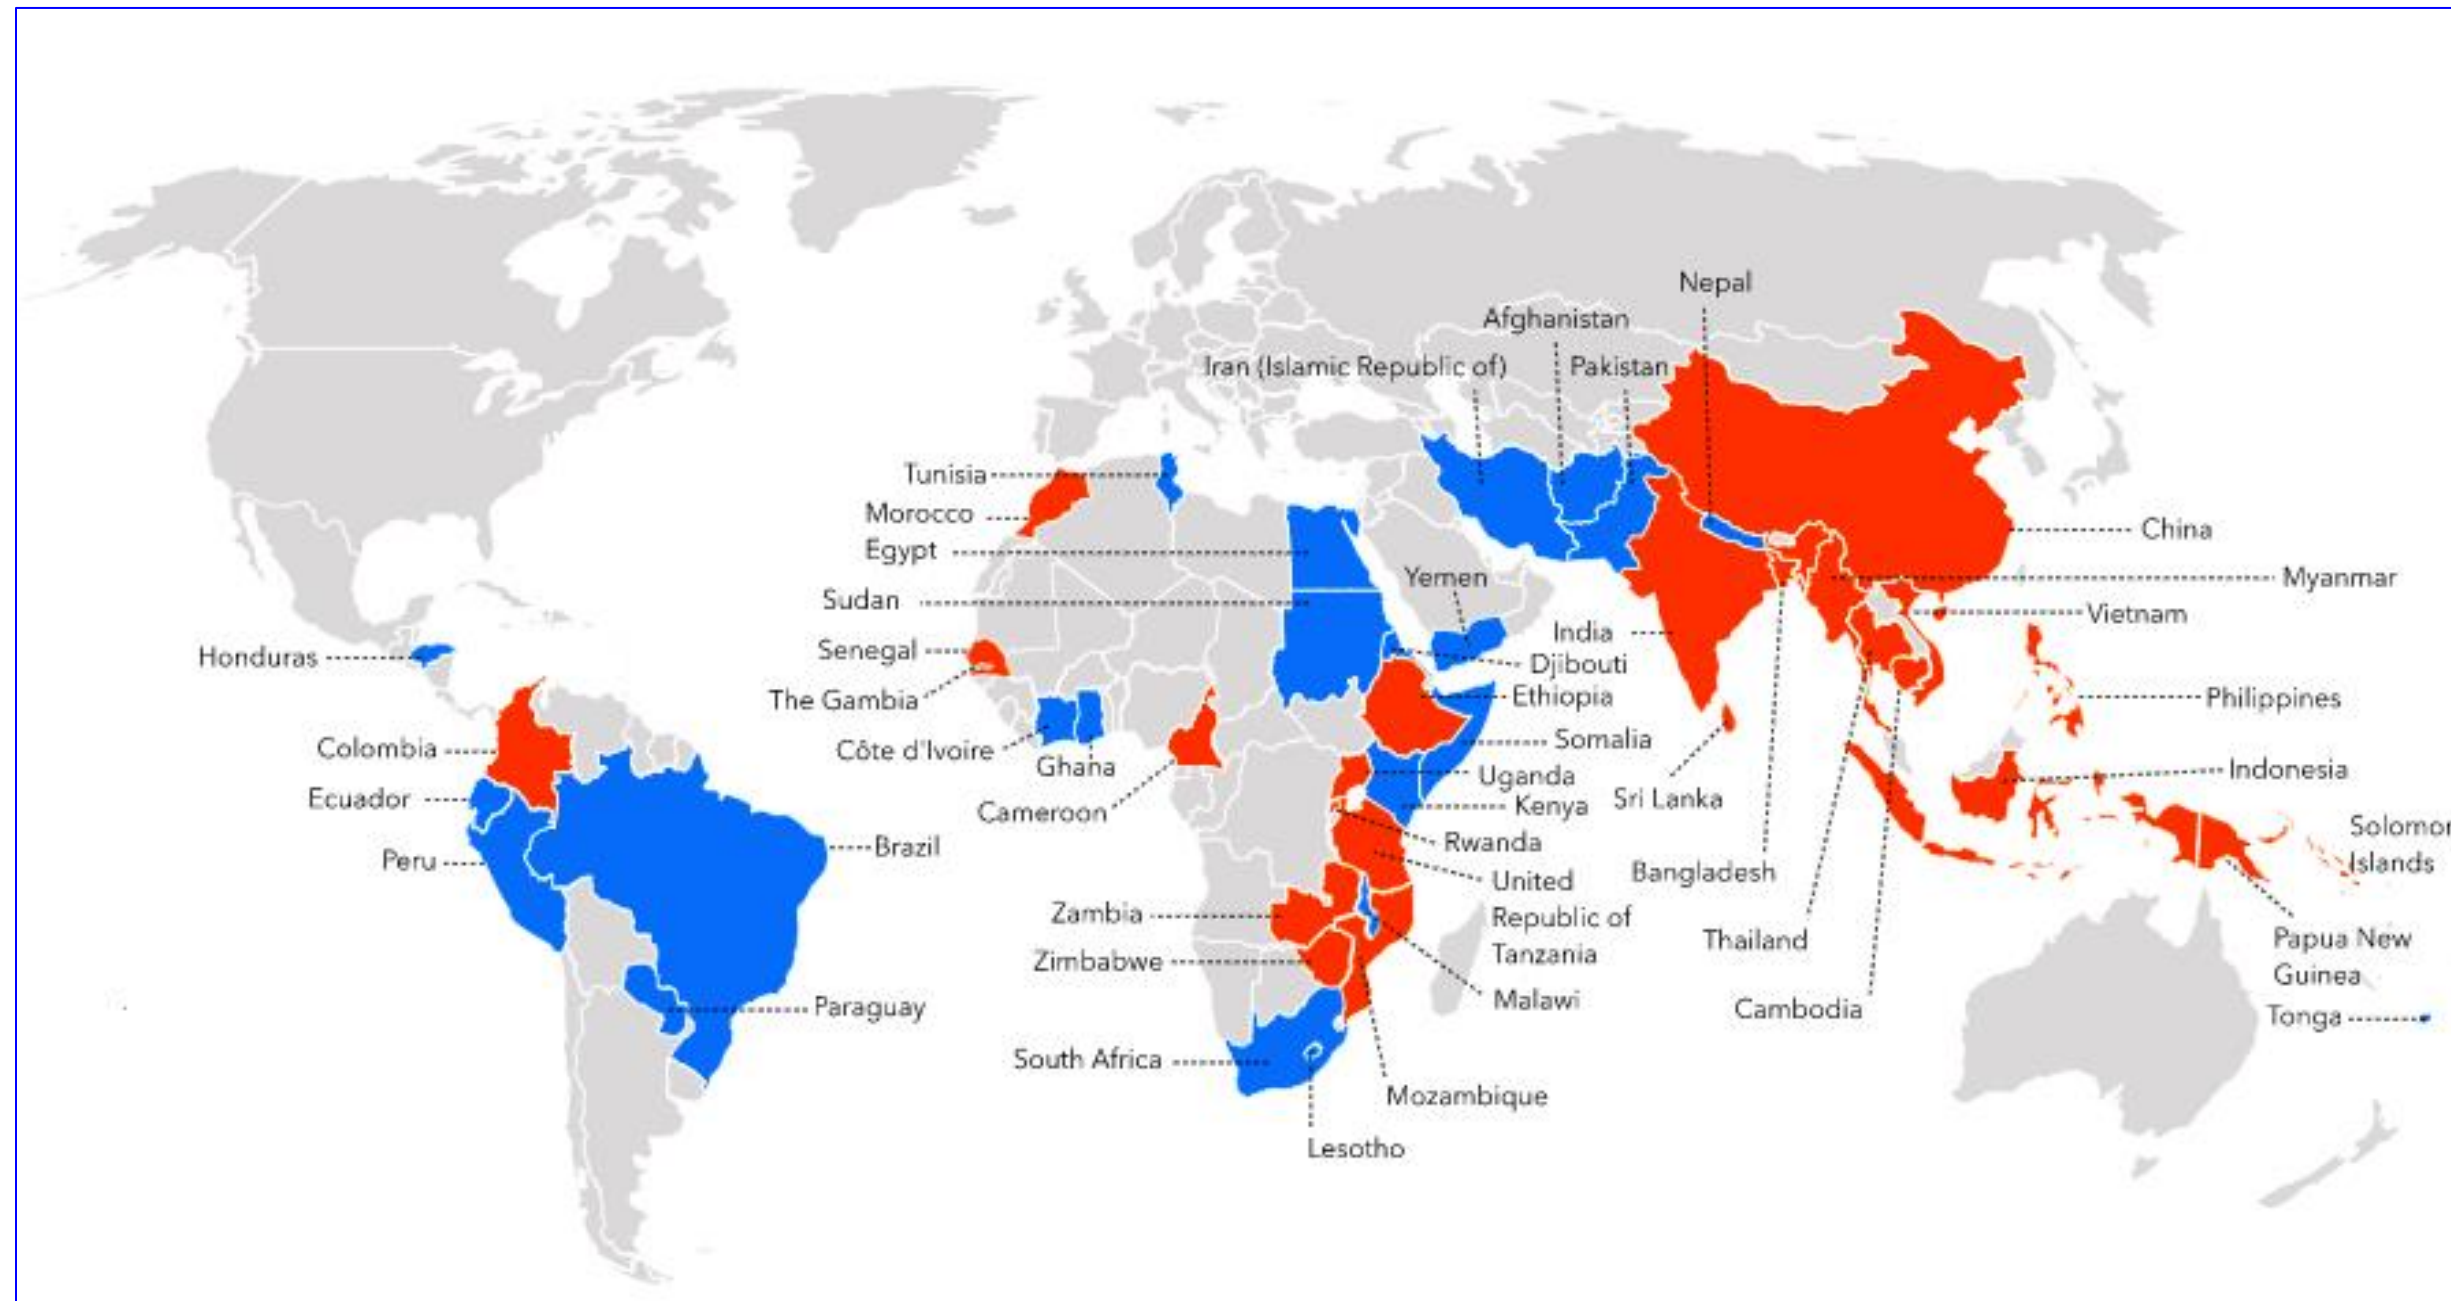 Nepal
Afghanistan
Iran (Islamic Republic of)
Pakistan
Tunisia
Morocco
Egypt
Sudan
Senegal
The Gambia
Côte d'Ivoire
Ghana
Cameroon
Honduras
Colombia
Ecuador
Peru
Brazil
Paraguay
Zambia
Zimbabwe
South Africa
Lesotho
Mozambique
Malawi
United
Republic of
Tanzania
Rwanda
Kenya
Uganda
Somalia
Ethiopia
Djibouti
Yemen
India
Sri Lanka
Bangladesh
Thailand
Cambodia
China
Myanmar
Vietnam
Philippines
Indonesia
Solomon
Islands
Papua New
Guinea
Tonga